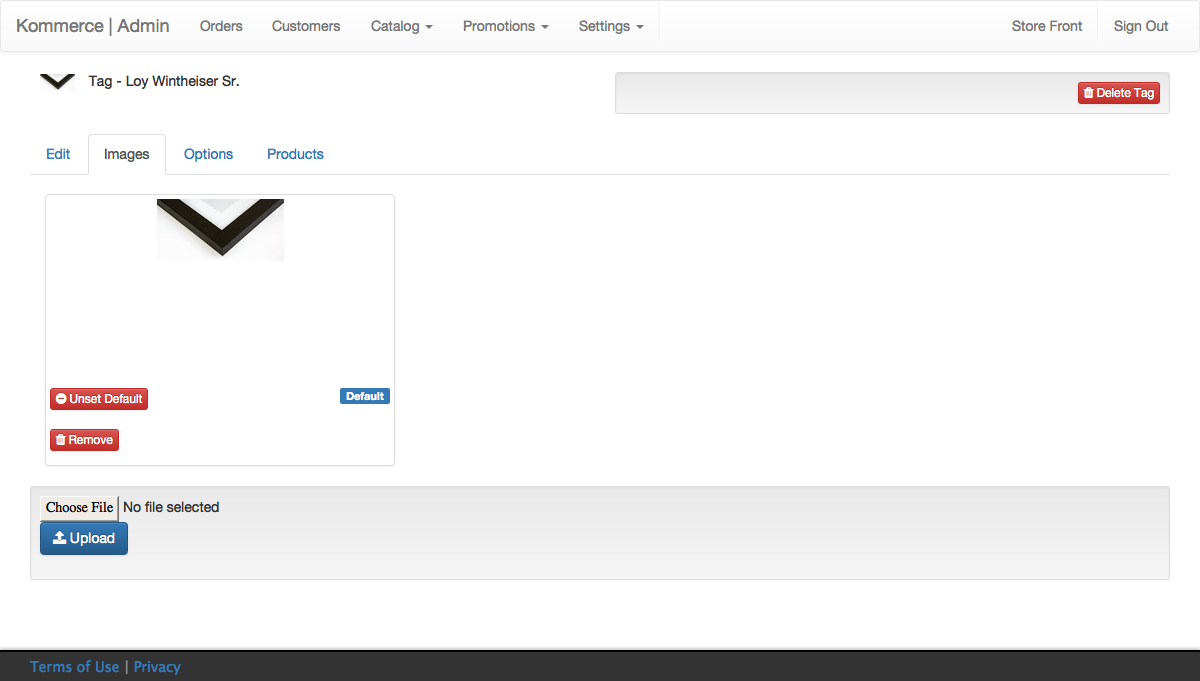 Kommerce | Admin Orders Customers Catalog Promotions Settings Store Front Sign Out
Tag - Loy Wintheiser Sr.
Delete Tag
Edit Images Options Products
Unset Default
Default
Remove
Choose File No file selected
Upload
Terms of Use | Privacy